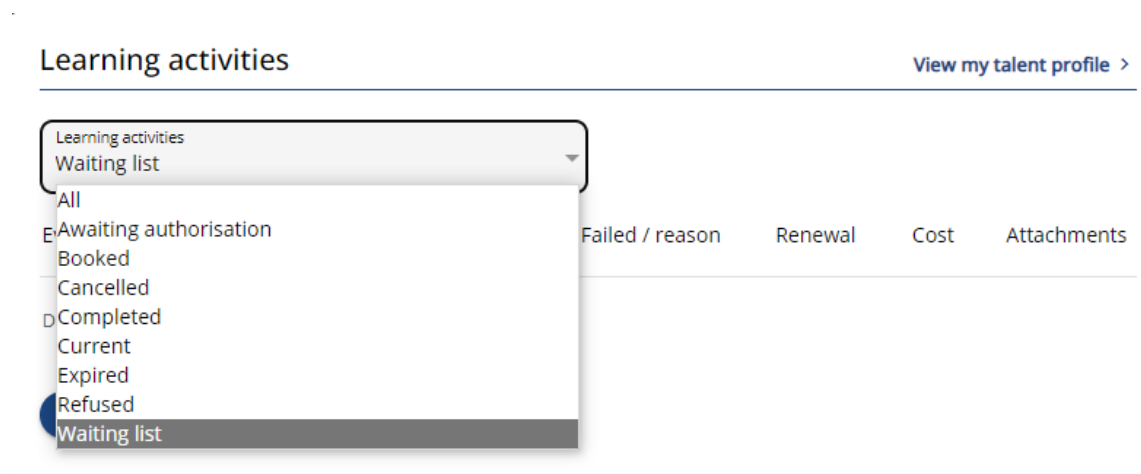 Learning activities
View my talent profile >
Learning activities
Waiting list
All
Awaiting authorisation
Booked
Cancelled
Completed
Current
Expired
Refused
Waiting list
Failed / reason Renewal Cost Attachments